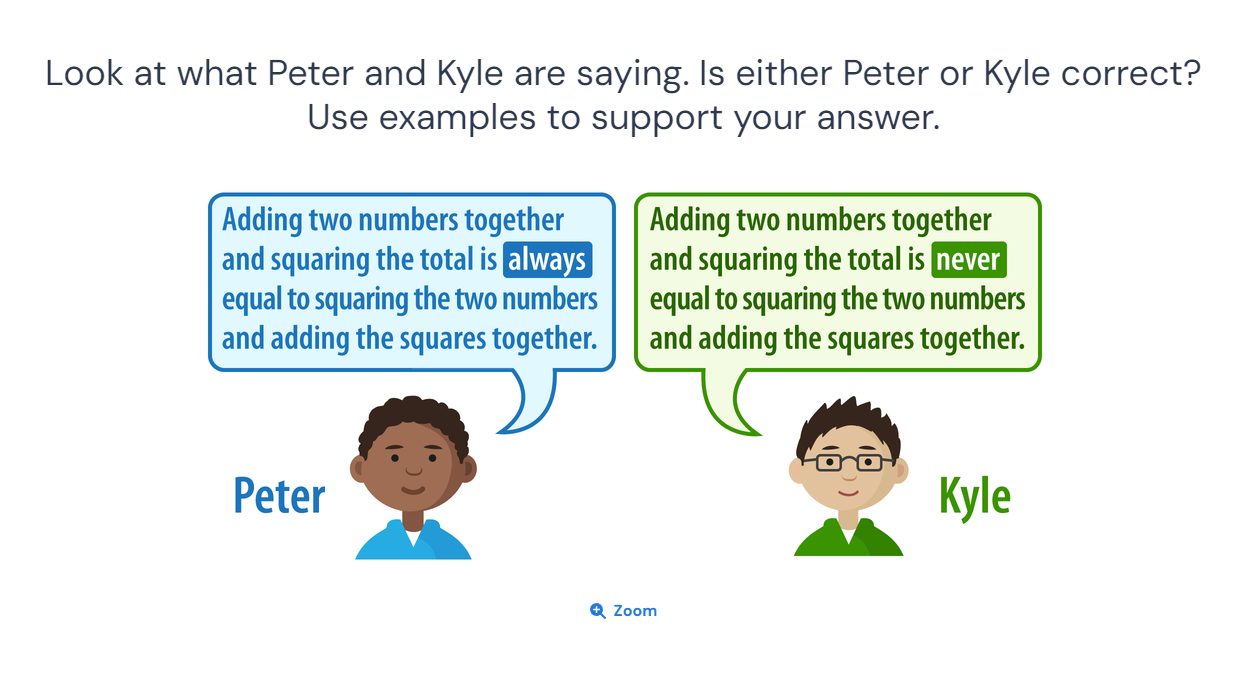 Look at what Peter and Kyle are saying. Is either Peter or Kyle correct?
Use examples to support your answer.
Adding two numbers together
and squaring the total is always
equal to squaring the two numbers
and adding the squares together.
Adding two numbers together
and squaring the total is never
equal to squaring the two numbers
and adding the squares together.
Peter
Kyle
Zoom